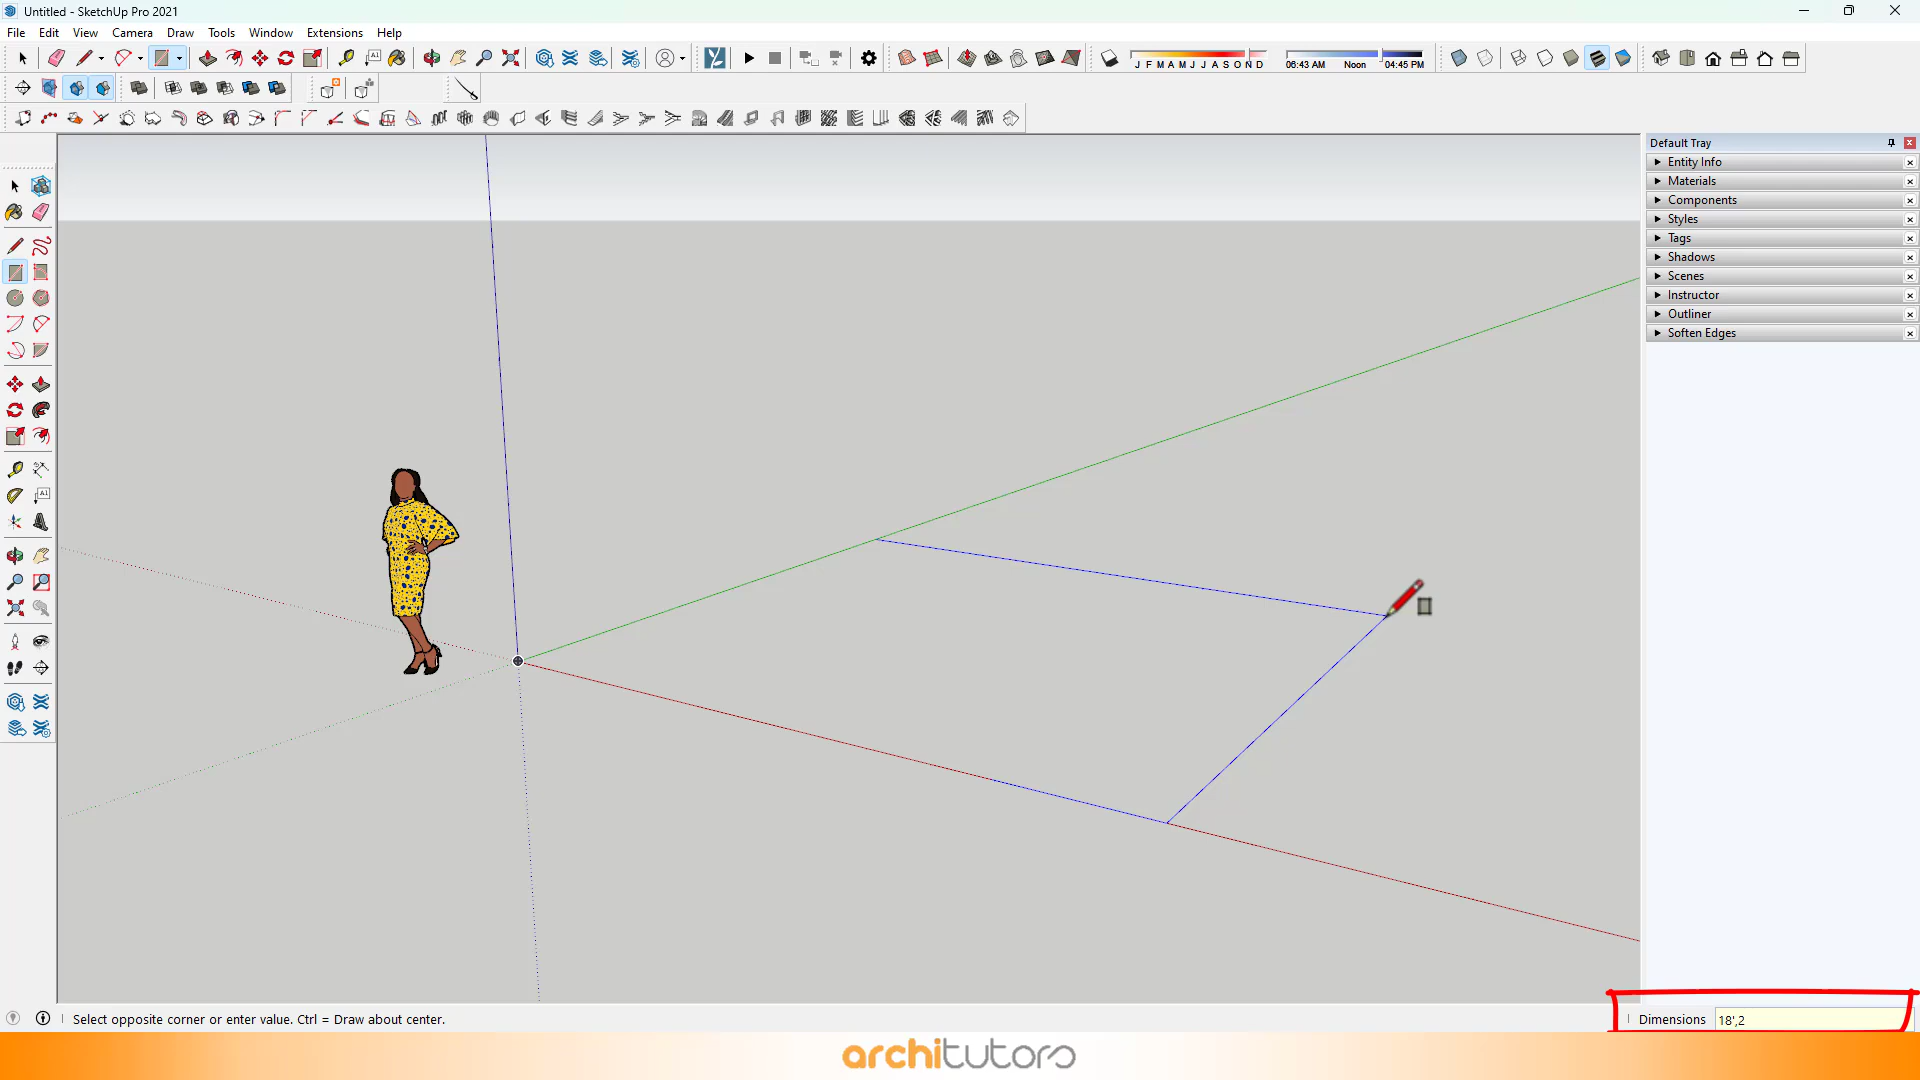 Untitled - SketchUp Pro 2021
File Edit View Camera Draw Tools Window Extensions Help
J F M A M J J A S O N D
06:43 AM Noon 04:45 PM
Default Tray
Entity Info
Materials
Components
Styles
Tags
Shadows
Scenes
Instructor
Outliner
Soften Edges
Select opposite corner or enter value. Ctrl = Draw about center.
Dimensions 18',2
architutors